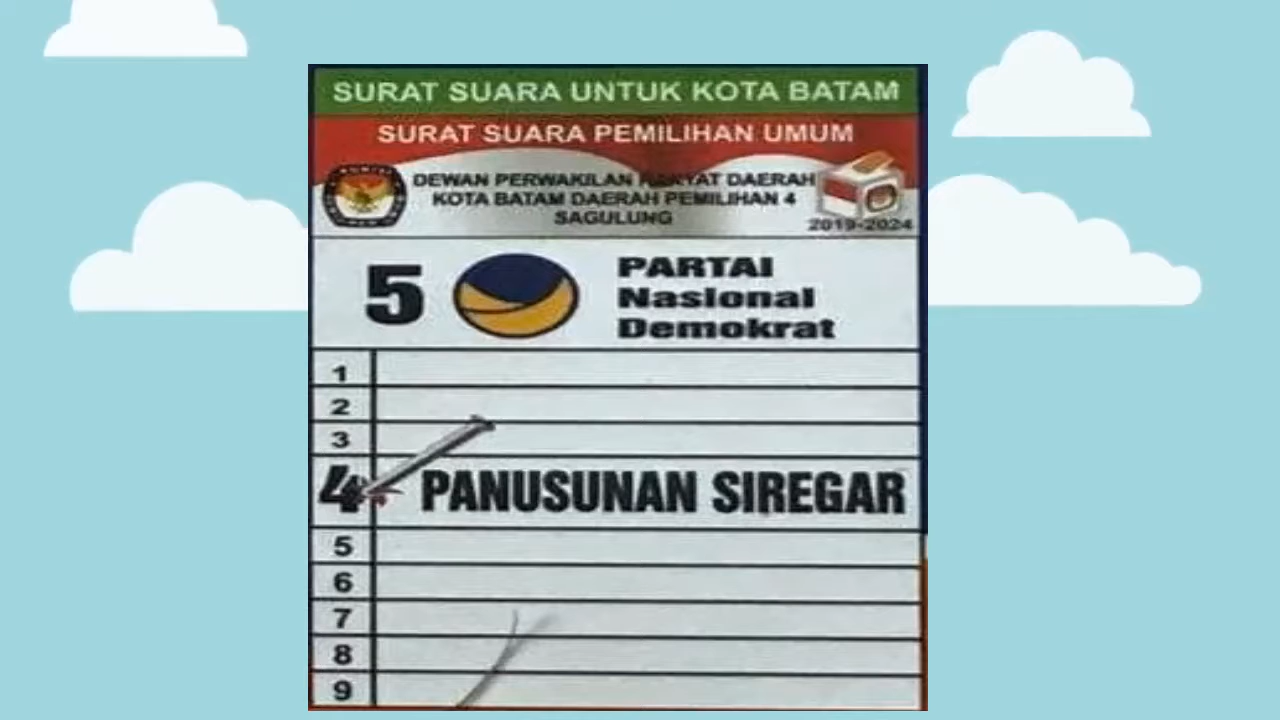 SURAT SUARA UNTUK KOTA BATAM
SURAT SUARA PEMILIHAN UMUM
DEWAN PERWAKILAN RAKYAT DAERAH
KOTA BATAM DAERAH PEMILIHAN 4
SAGULUNG
2019-2024
5
PARTAI
Nasional
Demokrat
1
2
3
4 PANUSUNAN SIREGAR
5
6
7
8
9